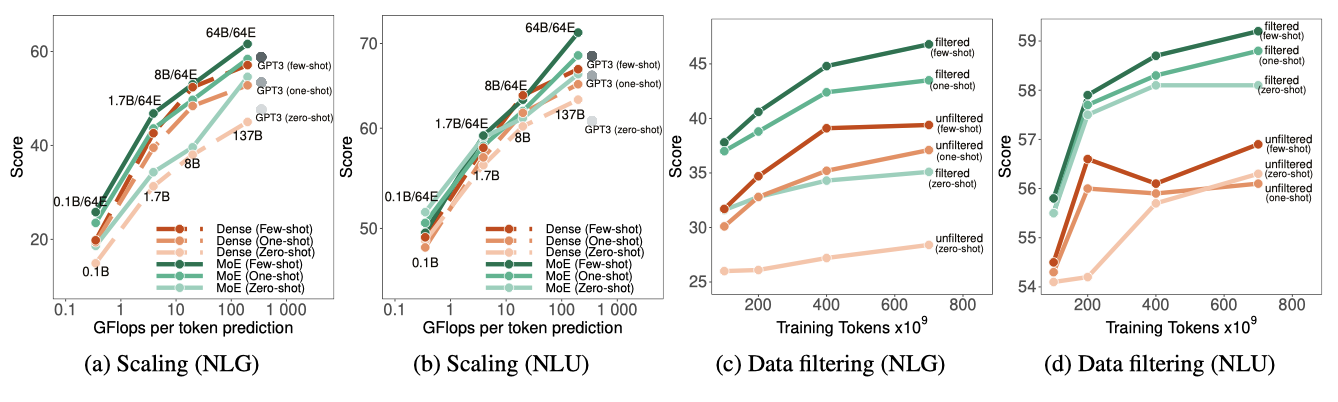 Score
60
40
20
0.1
1
10
100
1 000
GFlops per token prediction
64B/64E
8B/64E
1.7B/64E
0.1B/64E
GPT3 (few-shot)
GPT3 (one-shot)
GPT3 (zero-shot)
137B
8B
1.7B
0.1B
Dense (Few-shot)
Dense (One-shot)
Dense (Zero-shot)
MoE (Few-shot)
MoE (One-shot)
MoE (Zero-shot)
(a) Scaling (NLG)
Score
70
60
50
0.1
1
10
100
1 000
GFlops per token prediction
64B/64E
8B/64E
1.7B/64E
0.1B/64E
GPT3 (few-shot)
GPT3 (one-shot)
137B
GPT3 (zero-shot)
8B
1.7B
0.1B
Dense (Few-shot)
Dense (One-shot)
Dense (Zero-shot)
MoE (Few-shot)
MoE (One-shot)
MoE (Zero-shot)
(b) Scaling (NLU)
Score
45
40
35
30
25
200
400
600
800
Training Tokens x10⁹
filtered
(few-shot)
filtered
(one-shot)
unfiltered
(few-shot)
unfiltered
(one-shot)
filtered
(zero-shot)
unfiltered
(zero-shot)
(c) Data filtering (NLG)
Score
59
58
57
56
55
54
200
400
600
800
Training Tokens x10⁹
filtered
(few-shot)
filtered
(one-shot)
filtered
(zero-shot)
unfiltered
(few-shot)
unfiltered
(zero-shot)
unfiltered
(one-shot)
(d) Data filtering (NLU)